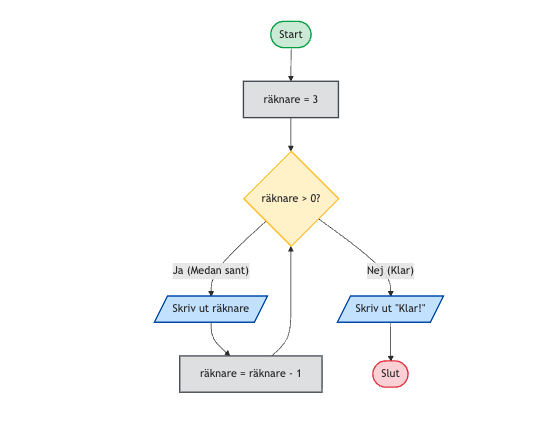 Start
räknare = 3
räknare > 0?
Ja (Medan sant)
Nej (Klar)
Skriv ut räknare
Skriv ut "Klar!"
räknare = räknare - 1
Slut